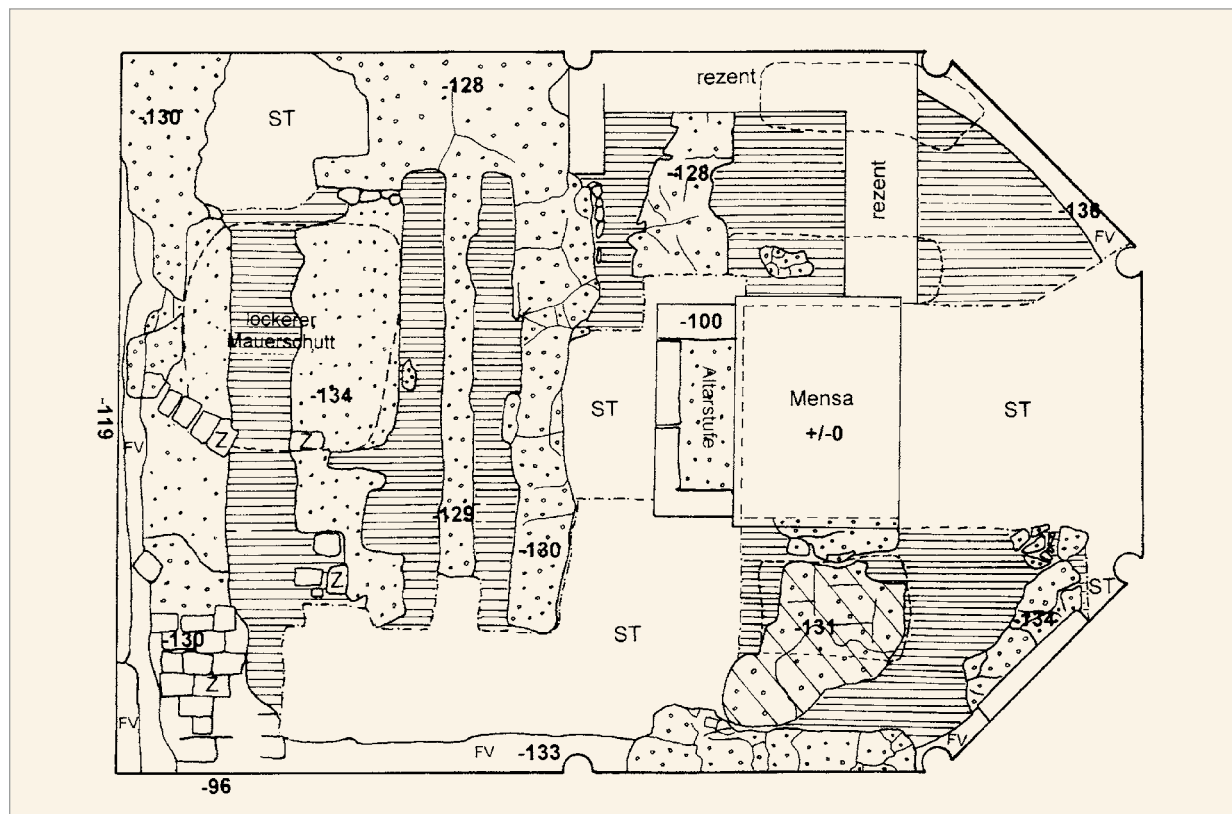 rezent
-128
-130
ST
-128
rezent
-136
FV
lockerer
Mauerschutt
-100
-134
Altarstufe
Mensa
+/-0
ST
ST
-119
FV
Z
Z
-129
-130
Z
ST
-130
ST
-131
-134
Z
FV
FV
-133
FV
-96